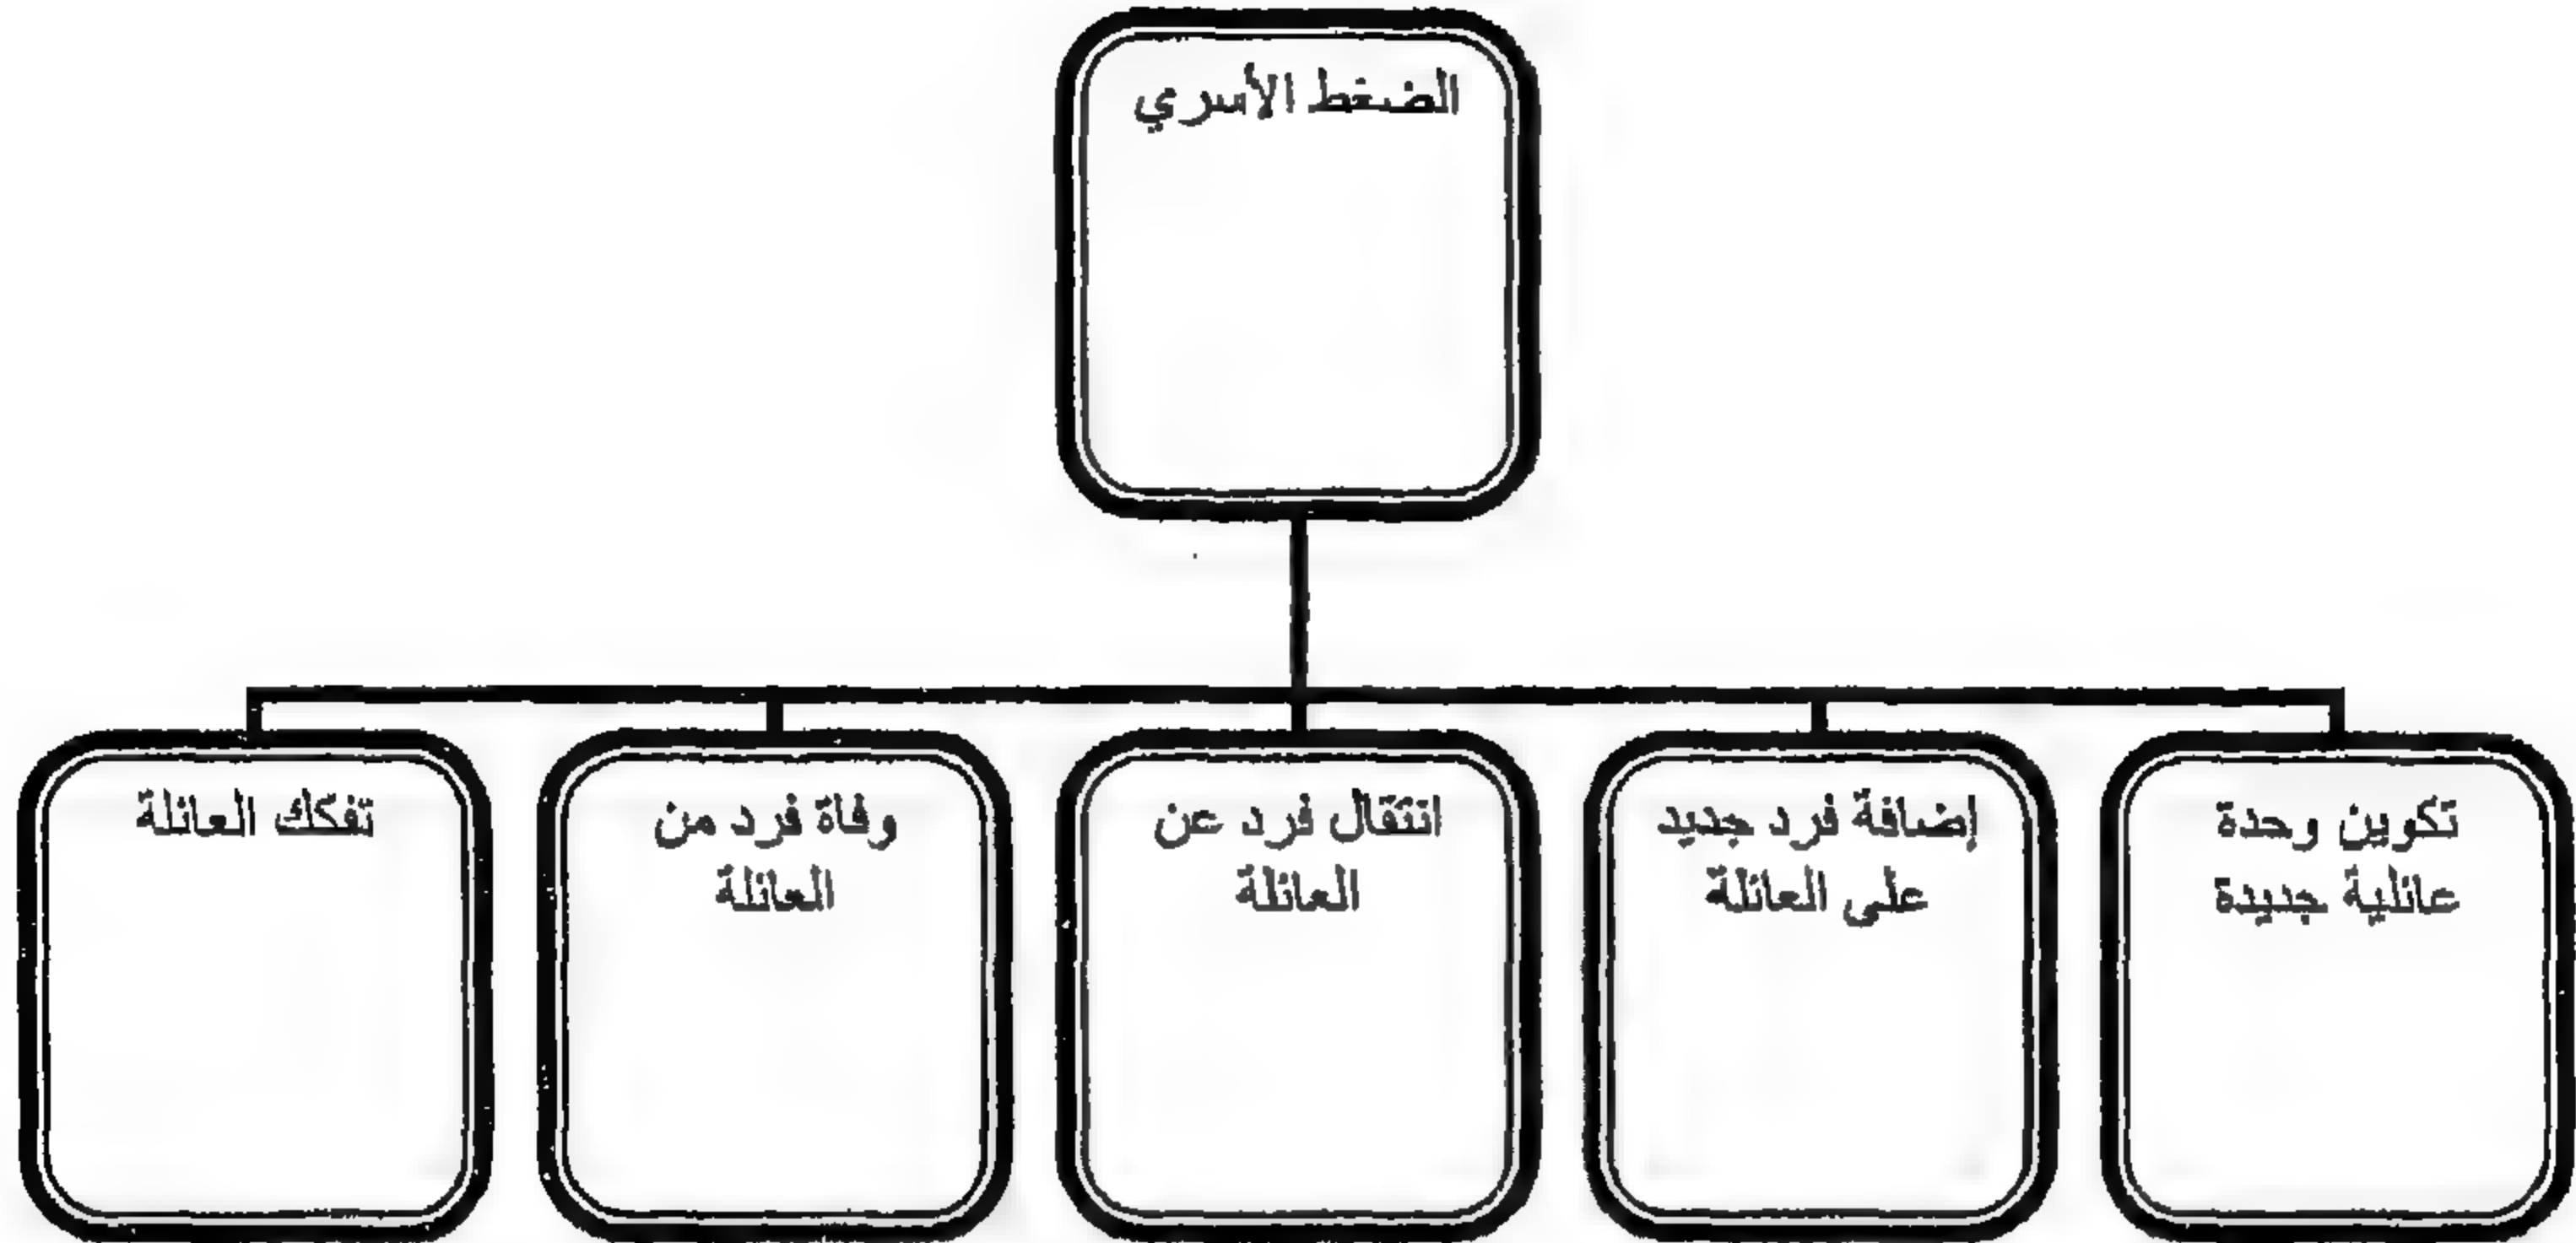 الضغط الأسري
تكوين وحدة
عائلية جديدة
إضافة فرد جديد
على العائلة
انتقال فرد عن
العائلة
وفاة فرد من
العائلة
تفكك العائلة